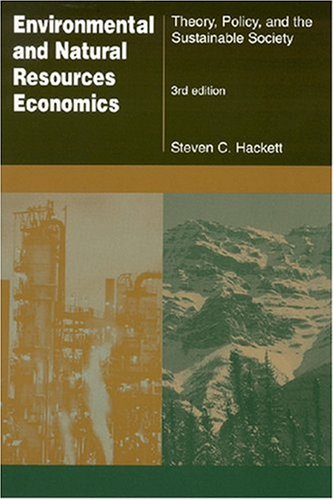 Environmental
and Natural
Resources
Economics
Theory, Policy, and the
Sustainable Society
3rd edition
Steven C. Hackett